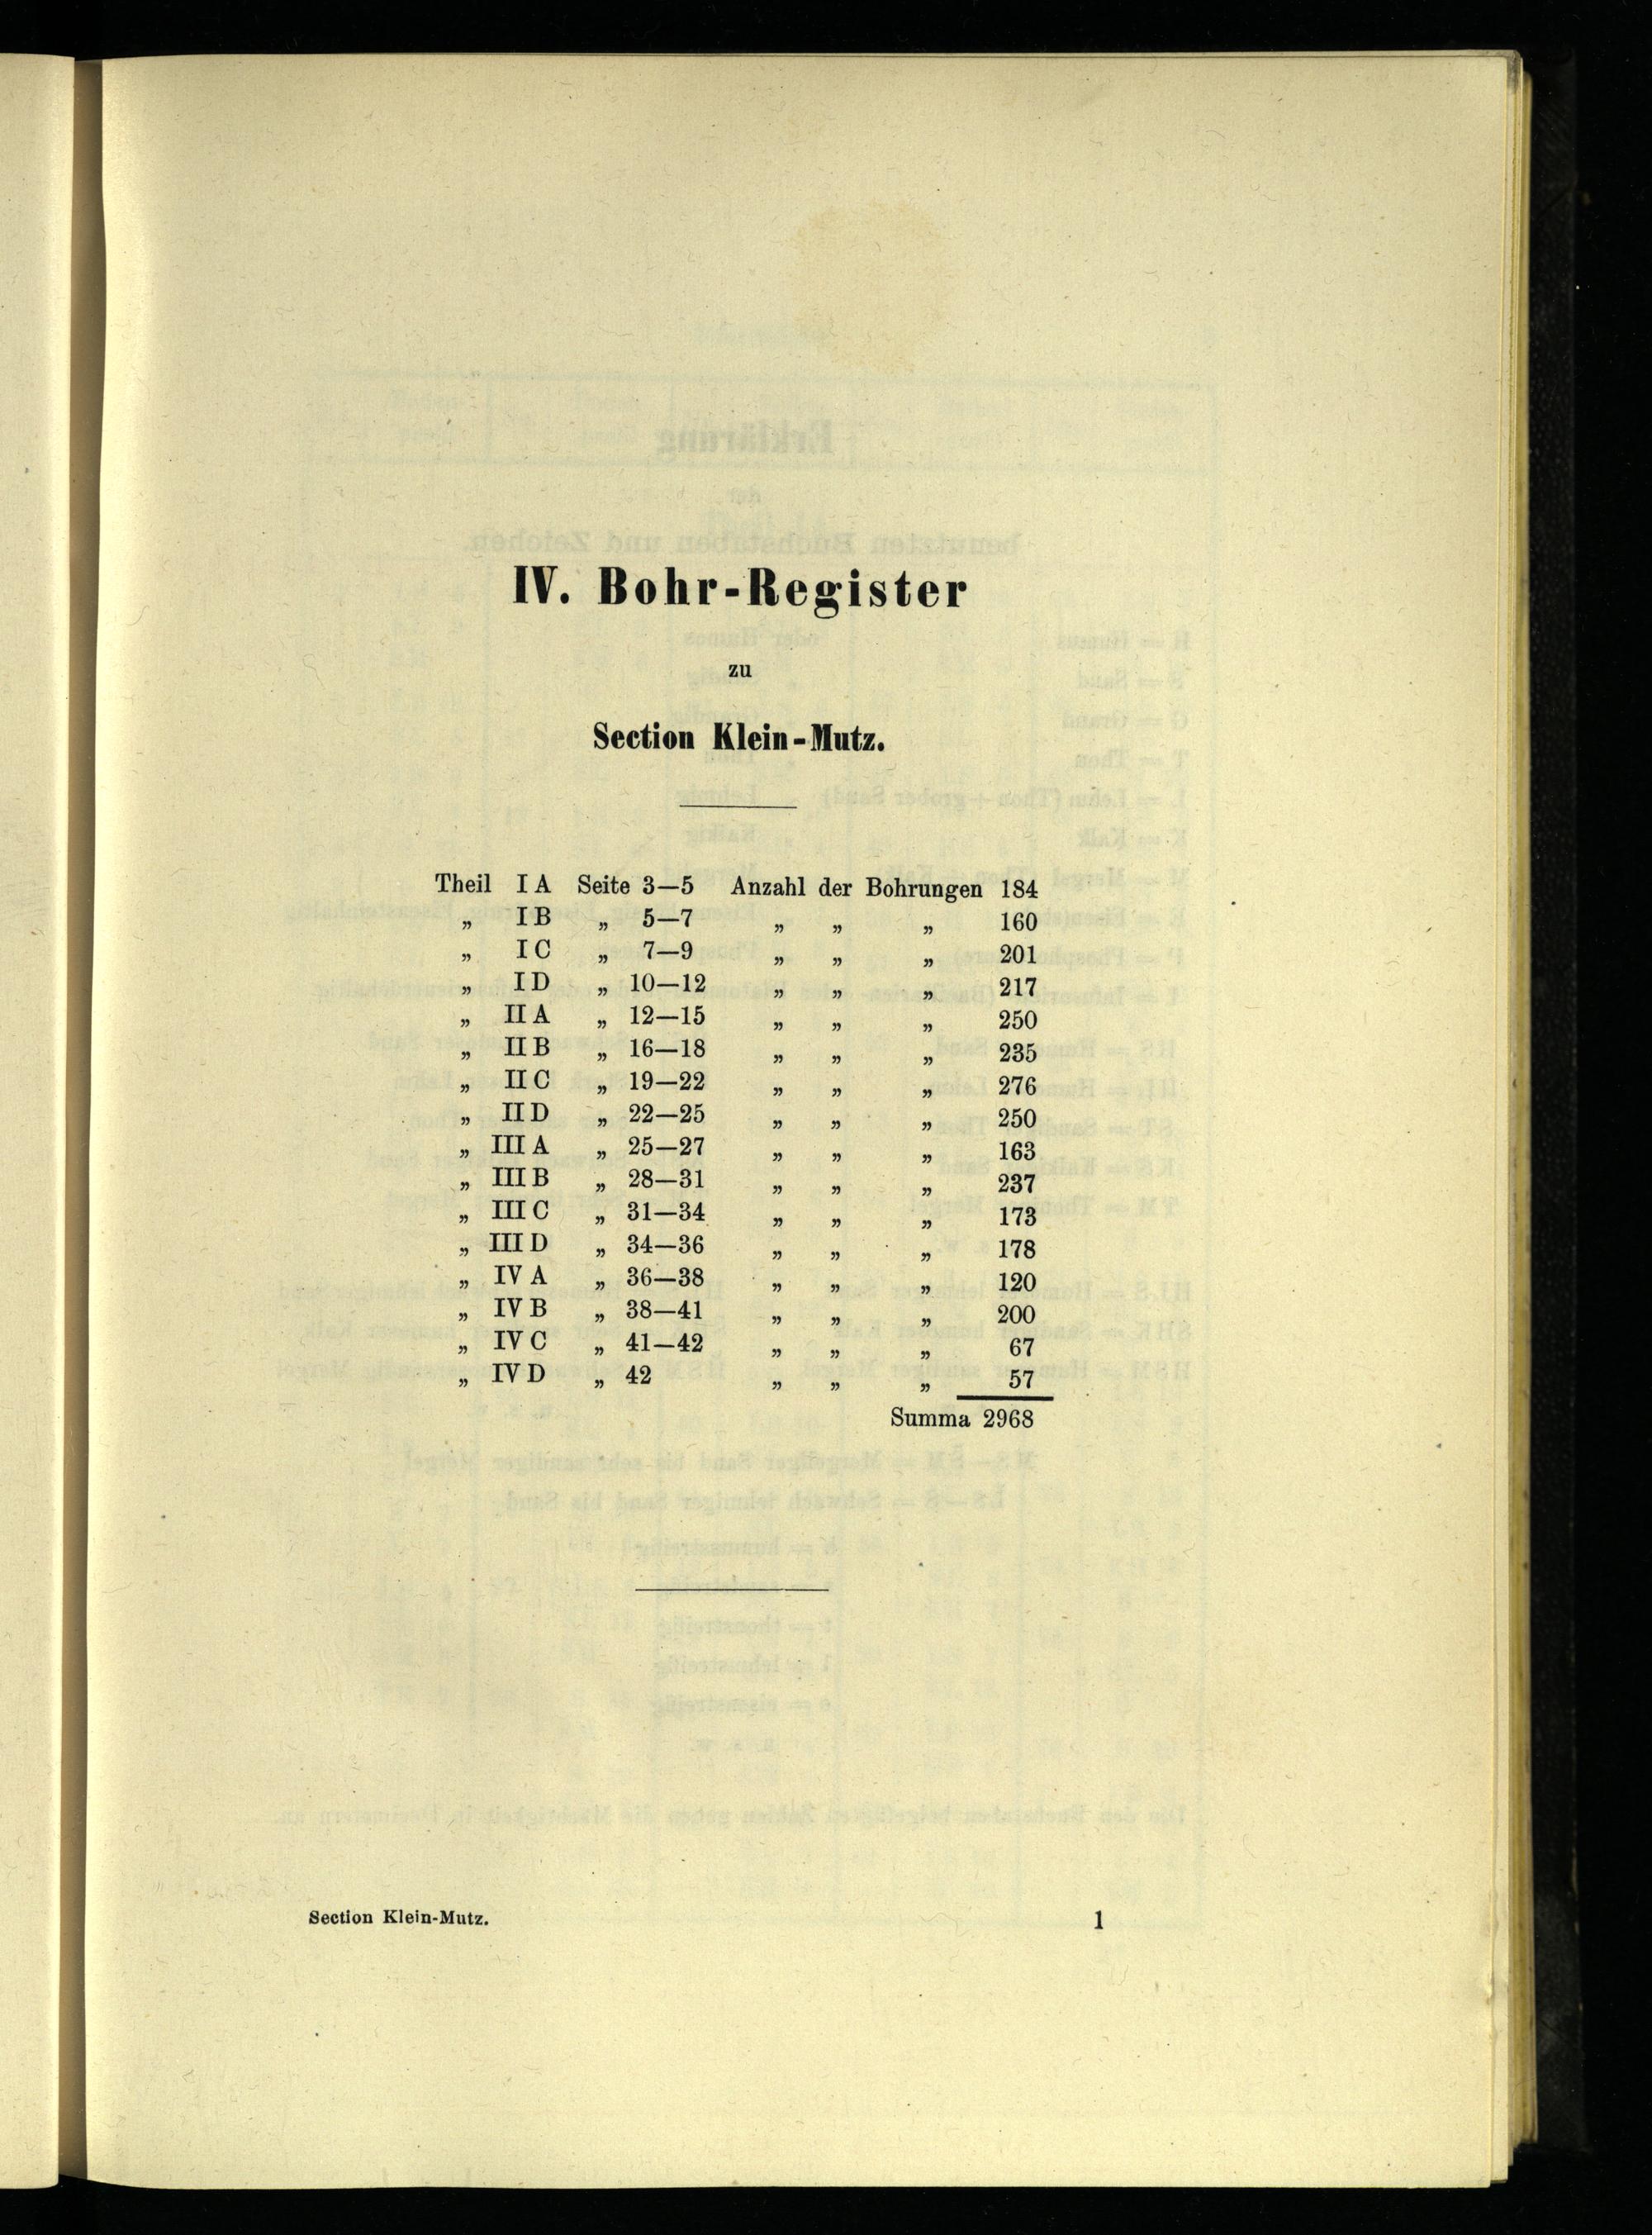 IV. Bohr-Register
zu
Section Klein-Mutz.
Theil I A Seite 3—5 Anzahl der Bohrungen 184
„ I B „ 5—7 „ „ „ 160
„ I C „ 7—9 „ „ „ 201
„ I D „ 10—12 „ „ „ 217
„ II A „ 12—15 „ „ „ 250
„ II B „ 16—18 „ „ „ 235
„ II C „ 19—22 „ „ „ 276
„ II D „ 22—25 „ „ „ 250
„ III A „ 25—27 „ „ „ 163
„ III B „ 28—31 „ „ „ 237
„ III C „ 31—34 „ „ „ 173
„ III D „ 34—36 „ „ „ 178
„ IV A „ 36—38 „ „ „ 120
„ IV B „ 38—41 „ „ „ 200
„ IV C „ 41—42 „ „ „ 67
„ IV D „ 42 „ „ „ 57
Summa 2968
Section Klein-Mutz. 1